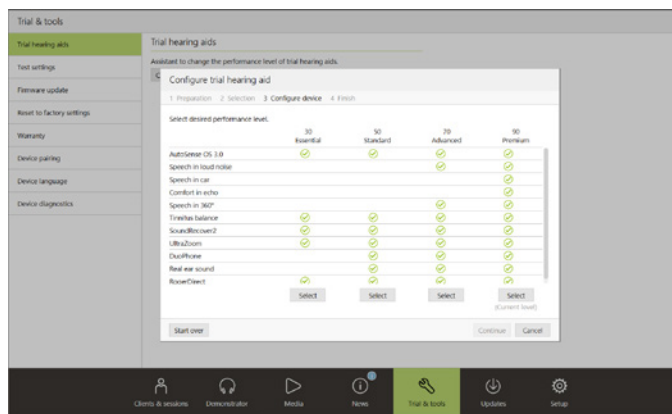 Trial & tools
Trial hearing aids
Test settings
Firmware update
Reset to factory settings
Warranty
Device pairing
Device language
Device diagnostics
Trial hearing aids
Assistant to change the performance level of trial hearing aids.
C
Configure trial hearing aid
1 Preparation 2 Selection 3 Configure device 4 Finish
Select desired performance level.
30 50 70 90
Essential Standard Advanced Premium
AutoSense OS 3.0
Speech in loud noise
Speech in car
Comfort in echo
Speech in 360°
Tinnitus balance
SoundRecover2
UltraZoom
DuoPhone
Real ear sound
RogerDirect
Select Select Select Select
(Current level)
Start over Continue Cancel
Clients & sessions Demonstrator Media News Trial & tools Updates Setup